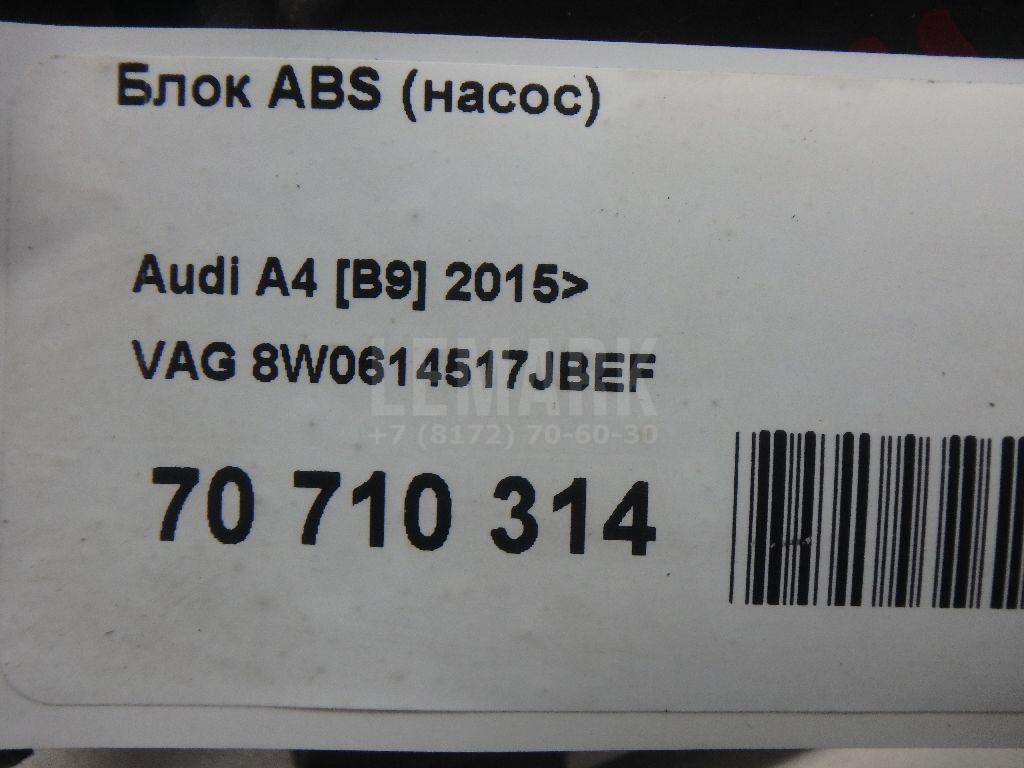 Блок ABS (насос)
Audi A4 [B9] 2015>
VAG 8W0614517JBEF
LEMARK
+7 (8172) 70-60-30
70 710 314